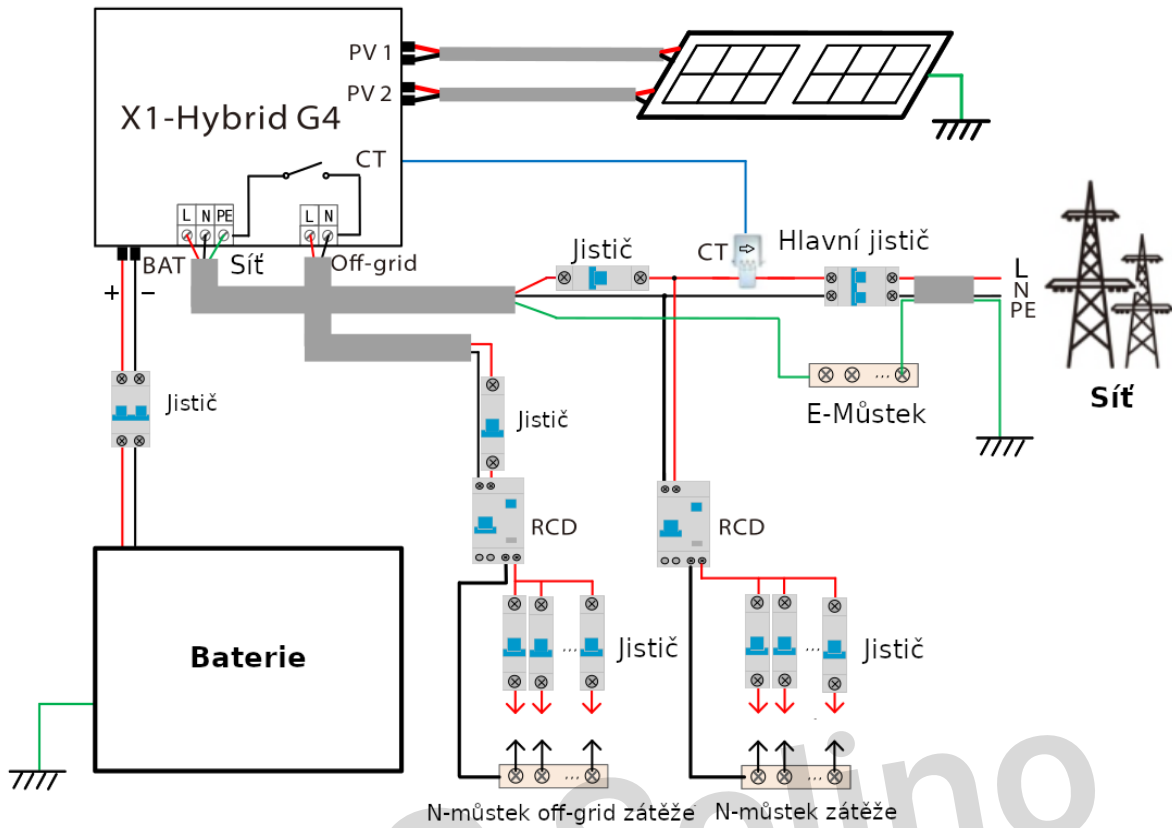 PV 1
PV 2
X1-Hybrid G4
CT
L N PE
L N
BAT
Síť
Off-grid
+ −
Jistič
CT
Hlavní jistič
L
N
PE
Síť
Jistič
Jistič
...
E-Můstek
RCD
RCD
Baterie
...
Jistič
...
Jistič
...
...
N-můstek off-grid zátěže
N-můstek zátěže
Solino